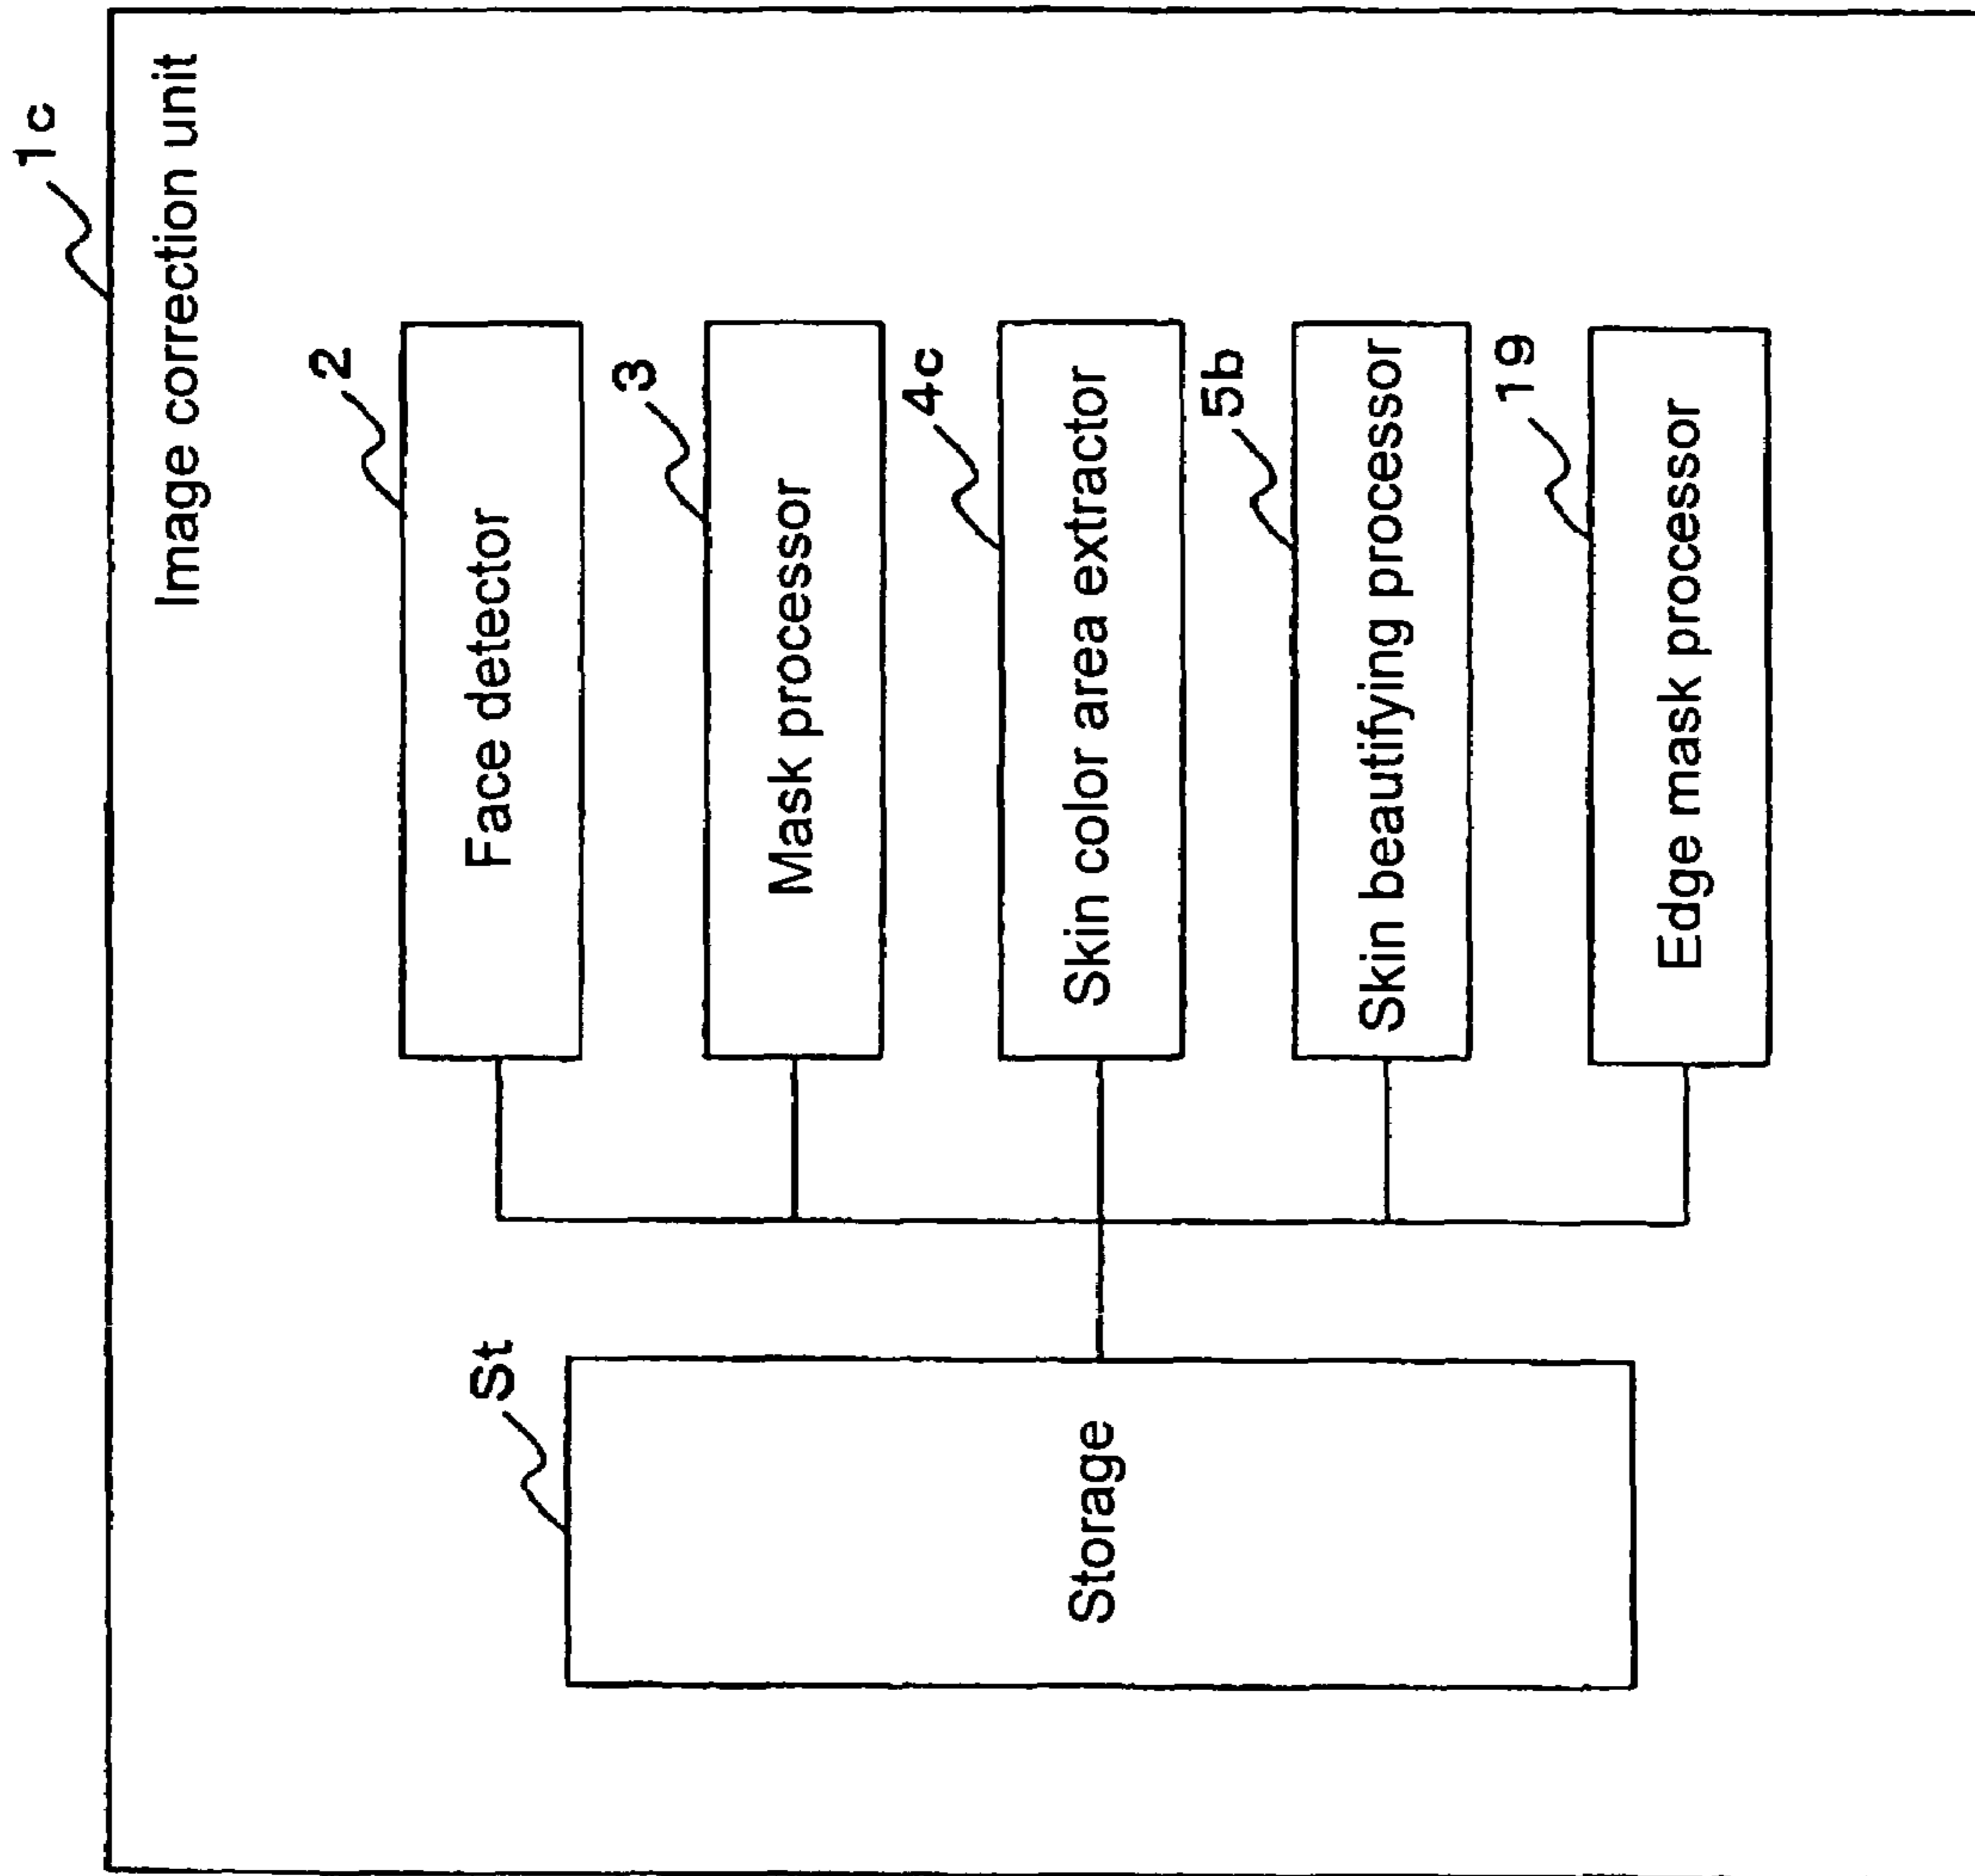 1c
Image correction unit
2
Face detector
3
Mask processor
4c
Skin color area extractor
5b
Skin beautifying processor
19
Edge mask processor
St
Storage